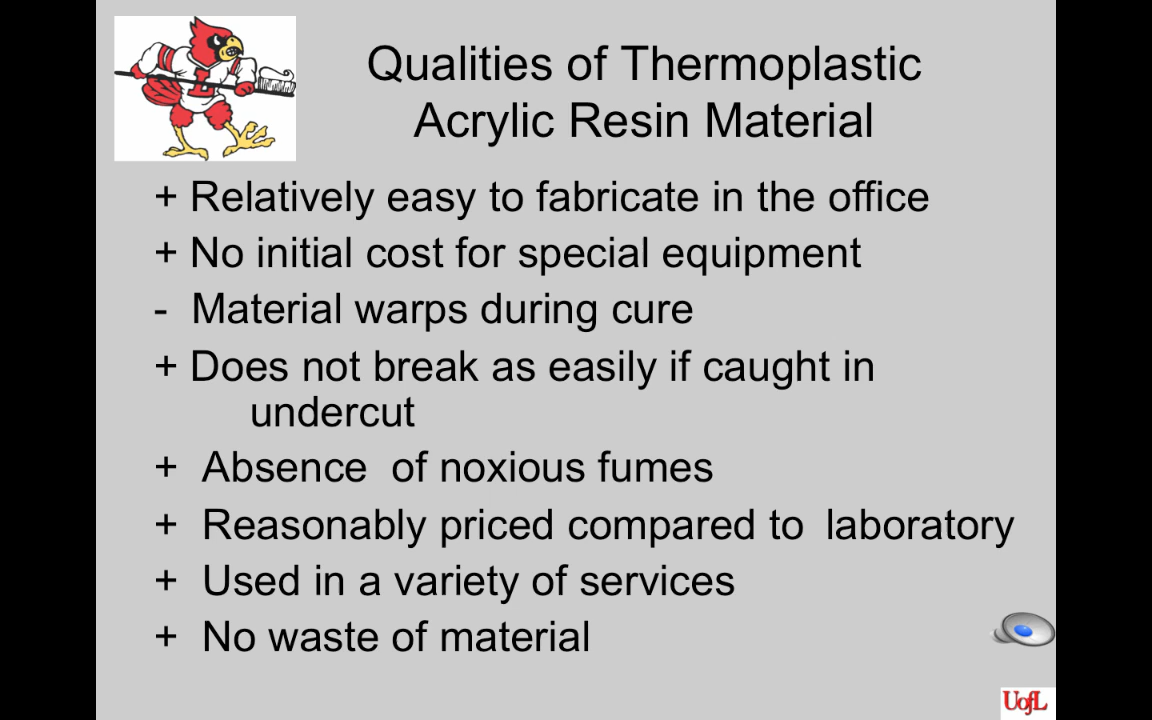 Qualities of Thermoplastic
Acrylic Resin Material
+ Relatively easy to fabricate in the office
+ No initial cost for special equipment
- Material warps during cure
+ Does not break as easily if caught in
undercut
+ Absence of noxious fumes
+ Reasonably priced compared to laboratory
+ Used in a variety of services
+ No waste of material
UofL